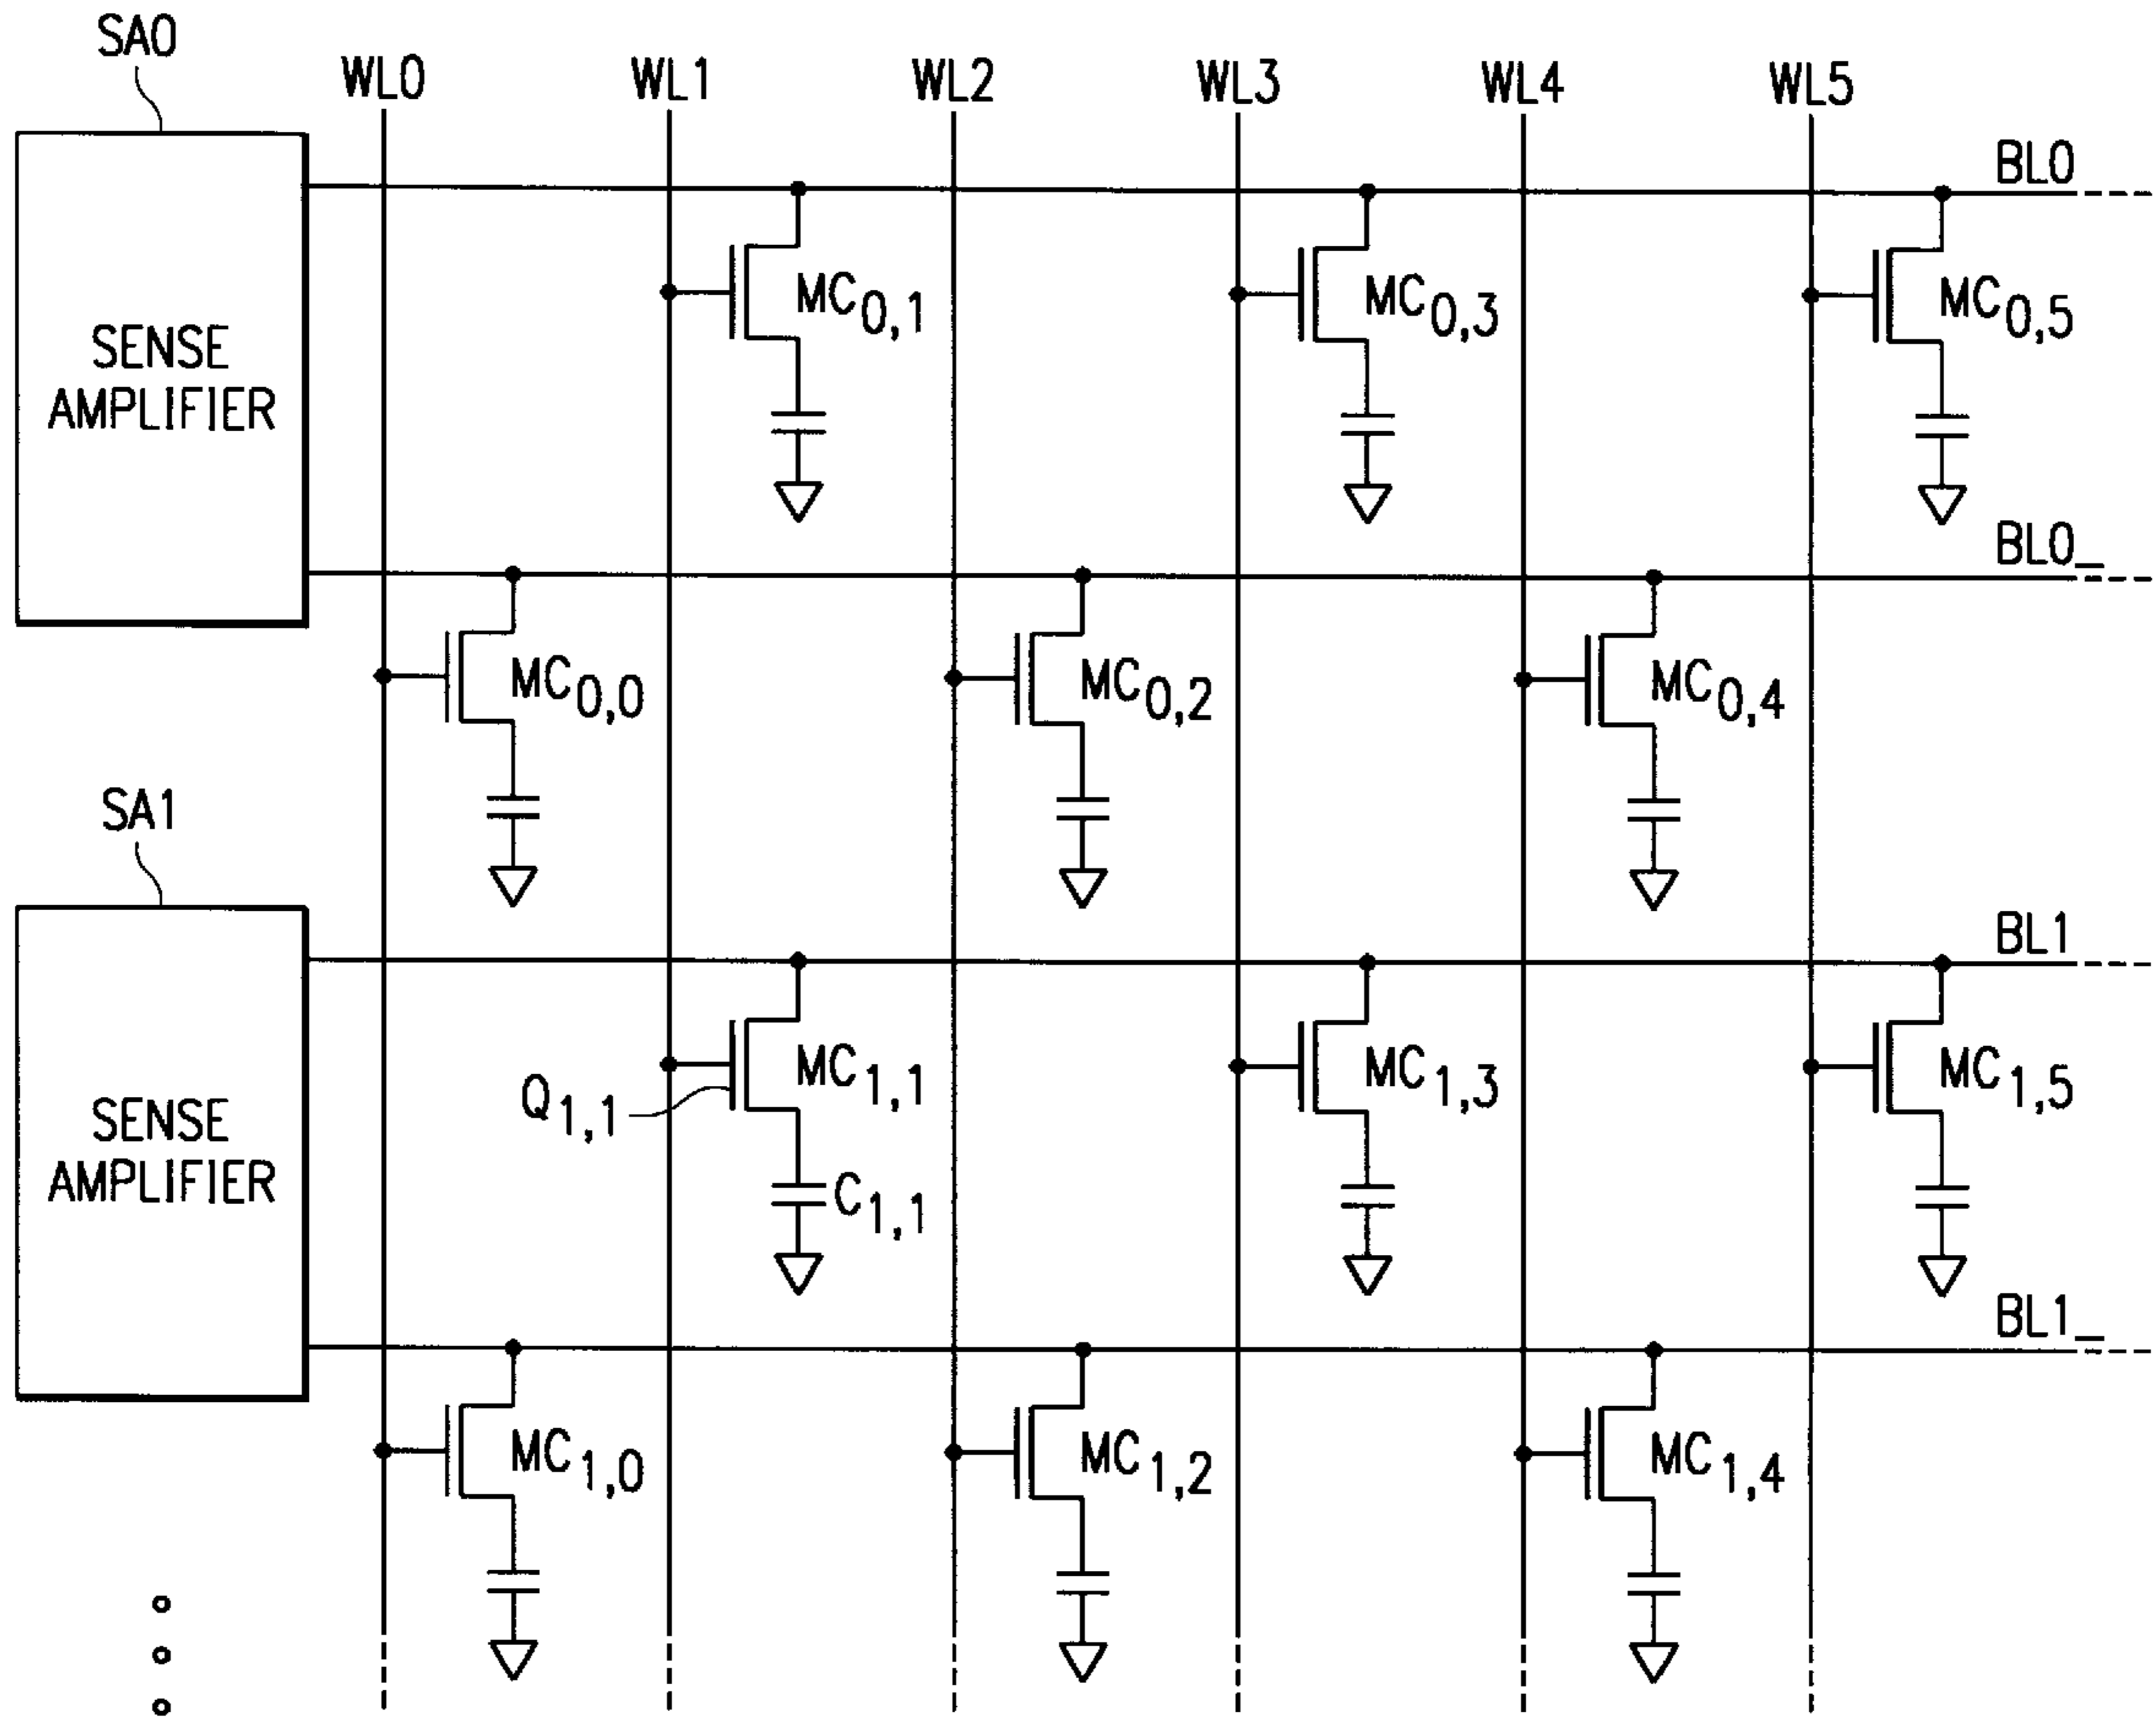 SA0
WL0 WL1 WL2 WL3 WL4 WL5
BL0
SENSE
AMPLIFIER
MC0,1 MC0,3 MC0,5
BL0_
MC0,0 MC0,2 MC0,4
SA1
BL1
SENSE
AMPLIFIER
MC1,1 MC1,3 MC1,5
Q1,1
C1,1
BL1_
MC1,0 MC1,2 MC1,4